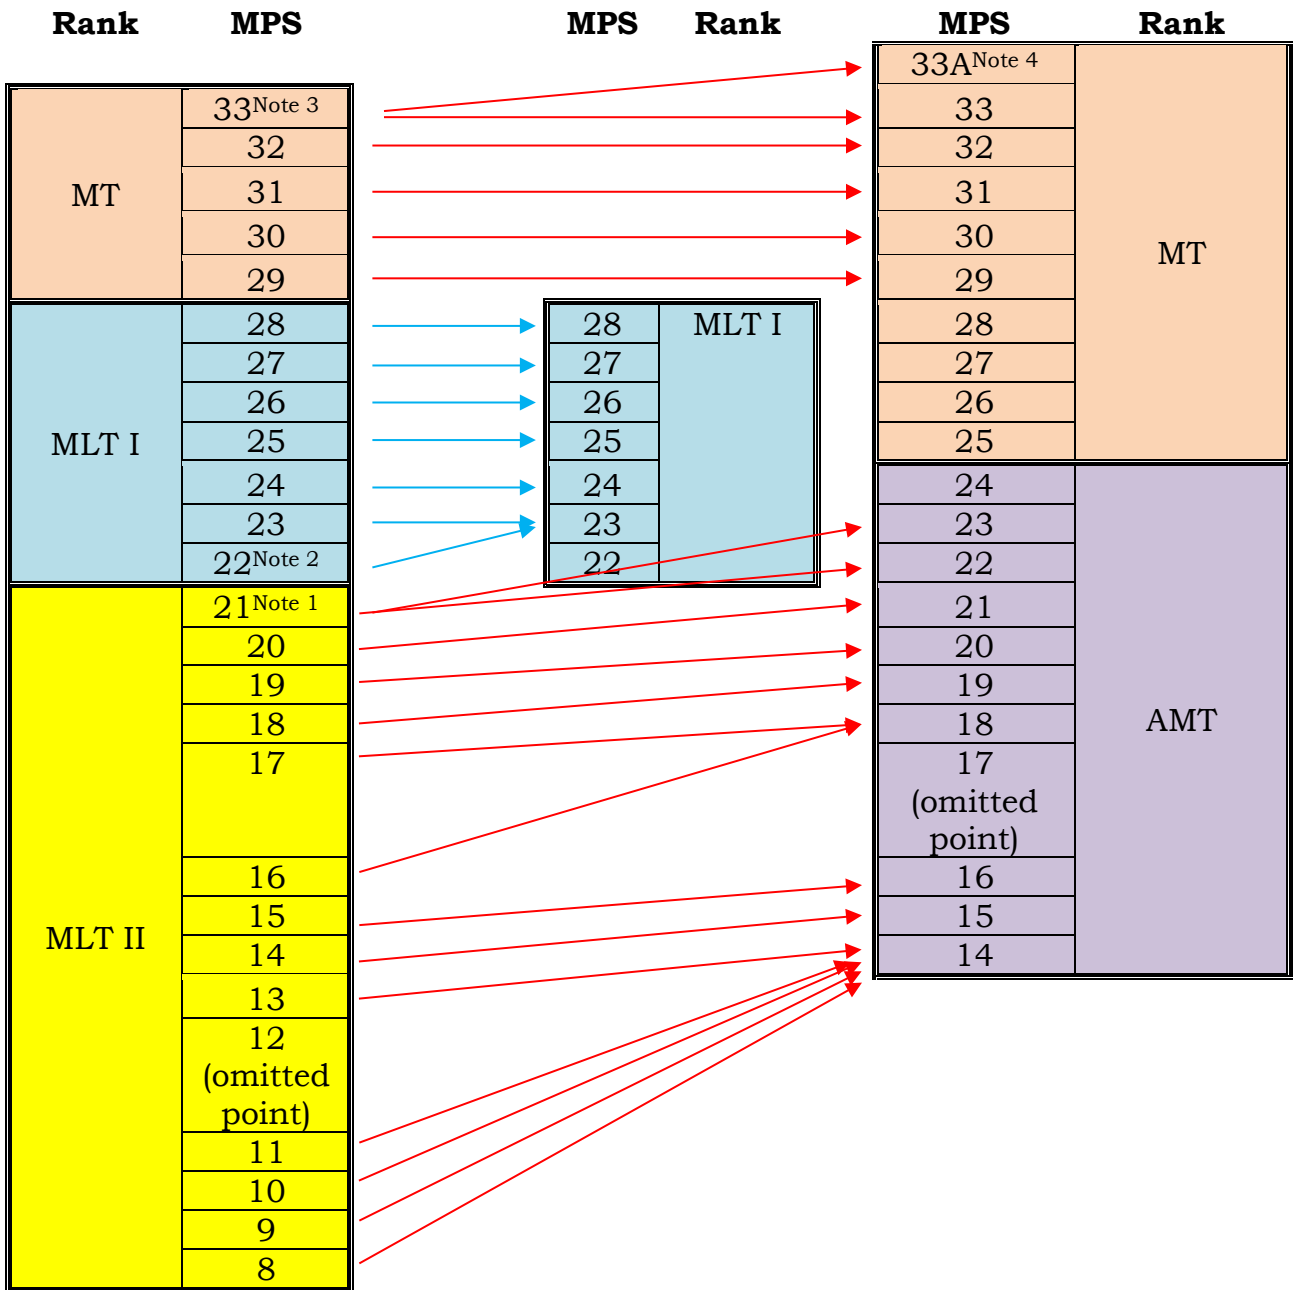 Rank MPS MPS Rank MPS Rank
33A Note 4
33 Note 3 33
32 32
MT 31 31
30 30 MT
29 29
28 28 MLT I 28
27 27 27
26 26 26
MLT I 25 25 25
24 24 24
23 23 23
22 Note 2 22 22
21 Note 1 21
20 20
19 19
18 18 AMT
17 17
(omitted
point)
16 16
15 15
MLT II 14 14
13
12
(omitted
point)
11
10
9
8